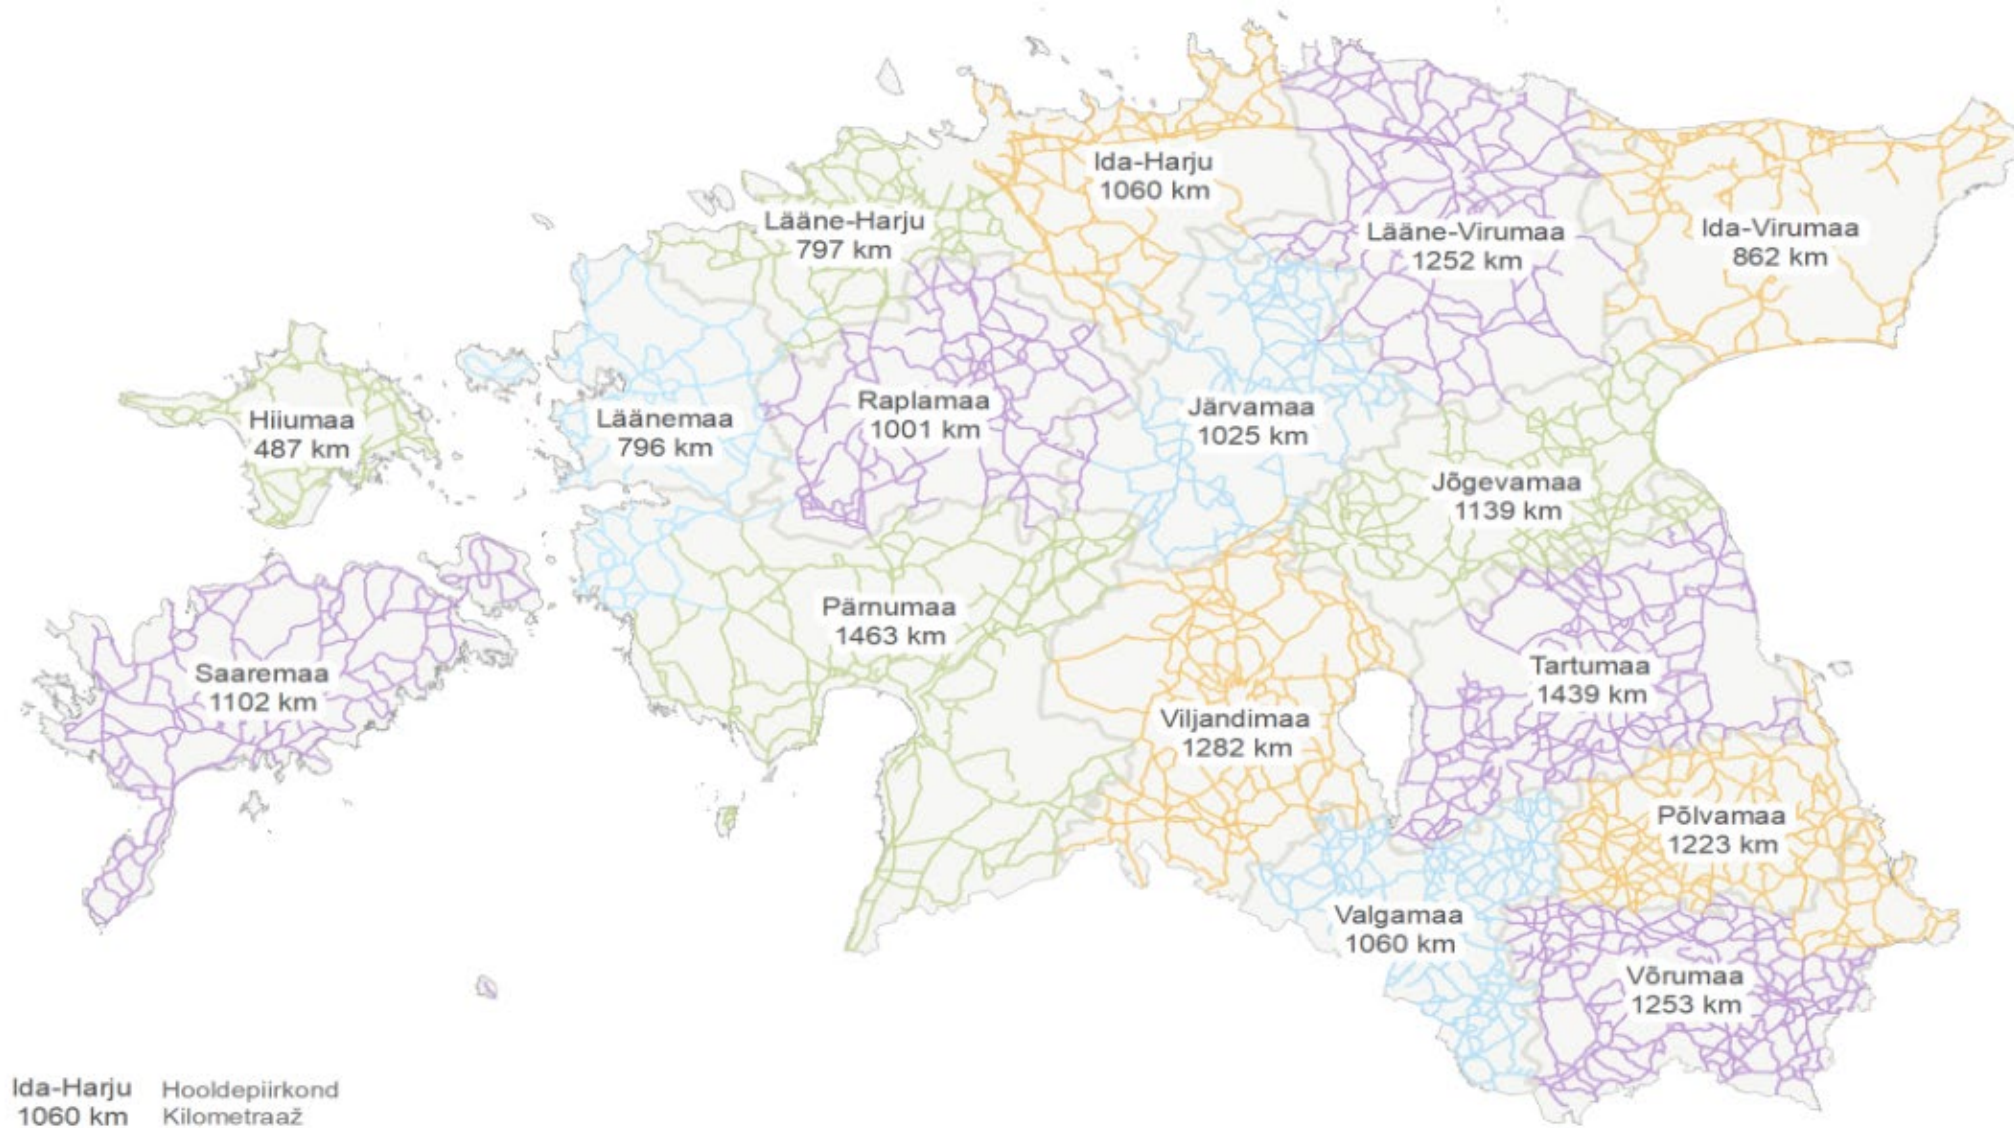 Ida-Harju
1060 km
Lääne-Harju
797 km
Lääne-Virumaa
1252 km
Ida-Virumaa
862 km
Hiiumaa
487 km
Läänemaa
796 km
Raplamaa
1001 km
Järvamaa
1025 km
Jõgevamaa
1139 km
Pärnumaa
1463 km
Saaremaa
1102 km
Tartumaa
1439 km
Viljandimaa
1282 km
Põlvamaa
1223 km
Valgamaa
1060 km
Võrumaa
1253 km
Ida-Harju Hooldepiirkond
1060 km Kilometraaž